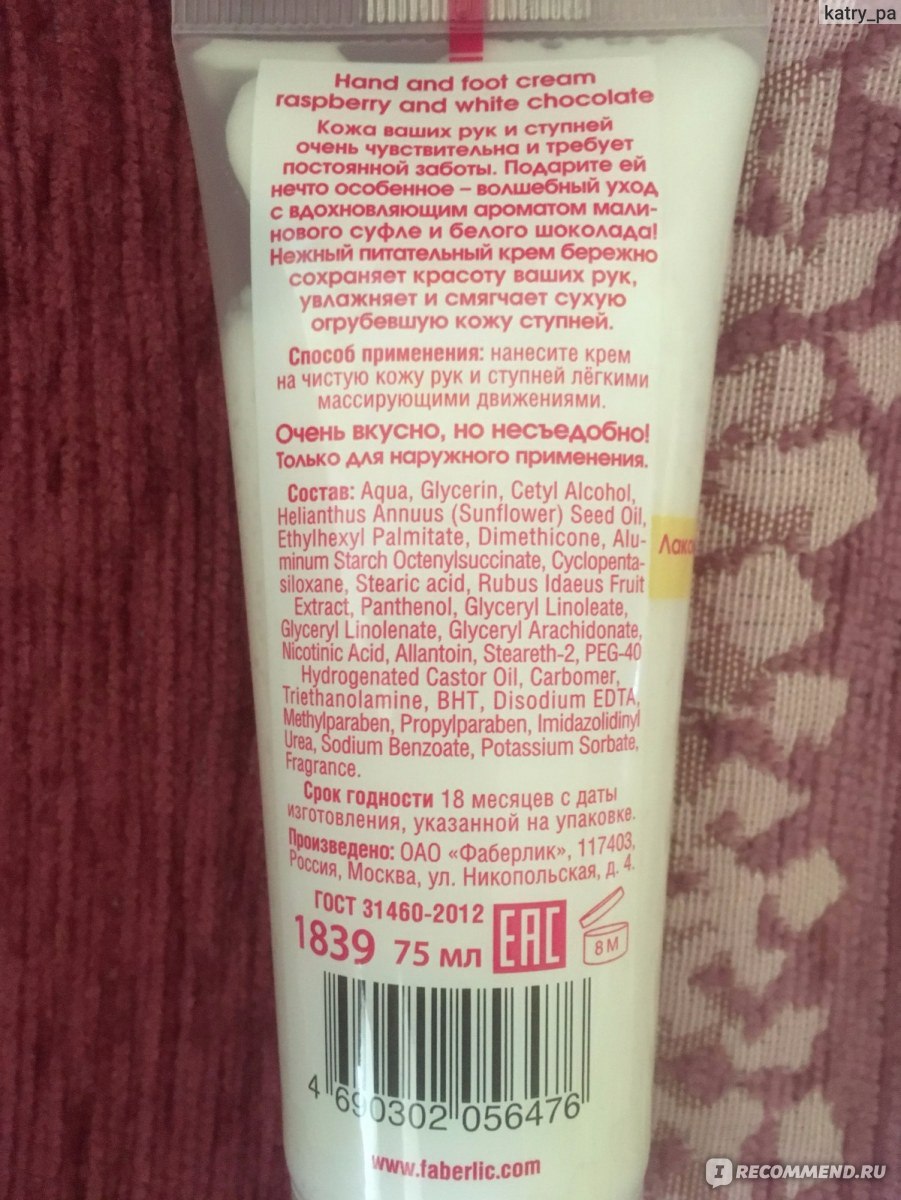 katry_pa
Hand and foot cream
raspberry and white chocolate
Кожа ваших рук и ступней
очень чувствительна и требует
постоянной заботы. Подарите ей
нечто особенное – волшебный уход
с вдохновляющим ароматом мали-
нового суфле и белого шоколада!
Нежный питательный крем бережно
сохраняет красоту ваших рук,
увлажняет и смягчает сухую
огрубевшую кожу ступней.
Способ применения: нанесите крем
на чистую кожу рук и ступней лёгкими
массирующими движениями.
Очень вкусно, но несъедобно!
Только для наружного применения.
Состав: Aqua, Glycerin, Cetyl Alcohol,
Helianthus Annuus (Sunflower) Seed Oil,
Ethylhexyl Palmitate, Dimethicone, Alu-
minum Starch Octenylsuccinate, Cyclopenta-
siloxane, Stearic acid, Rubus Idaeus Fruit
Extract, Panthenol, Glyceryl Linoleate,
Glyceryl Linolenate, Glyceryl Arachidonate,
Nicotinic Acid, Allantoin, Steareth-2, PEG-40
Hydrogenated Castor Oil, Carbomer,
Triethanolamine, BHT, Disodium EDTA,
Methylparaben, Propylparaben, Imidazolidinyl
Urea, Sodium Benzoate, Potassium Sorbate,
Fragrance.
Срок годности 18 месяцев с даты
изготовления, указанной на упаковке.
Произведено: ОАО «Фаберлик», 117403,
Россия, Москва, ул. Никопольская, д. 4.
ГОСТ 31460-2012
1839 75 мл EAC 8 M
4 690302 056476
www.faberlic.com
I RECOMMEND.RU